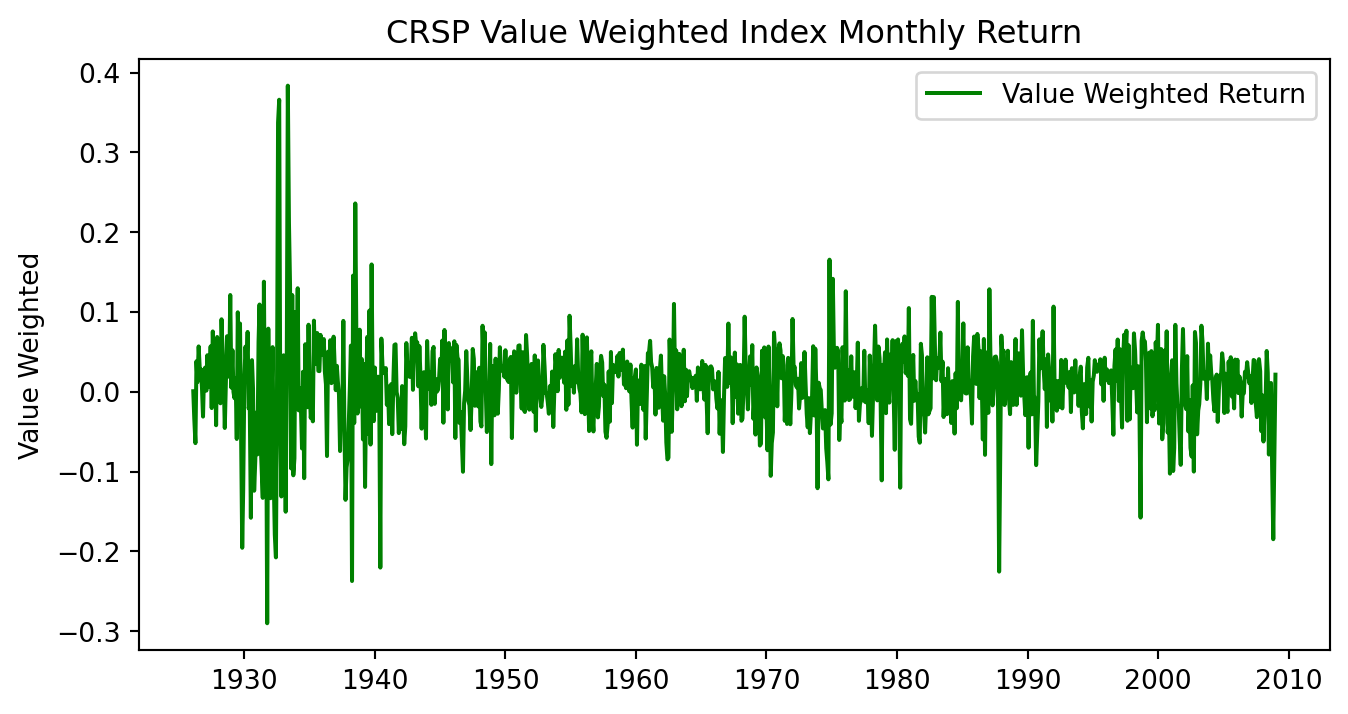 CRSP Value Weighted Index Monthly Return
Value Weighted Return
Value Weighted
0.4
0.3
0.2
0.1
0.0
−0.1
−0.2
−0.3
1930 1940 1950 1960 1970 1980 1990 2000 2010